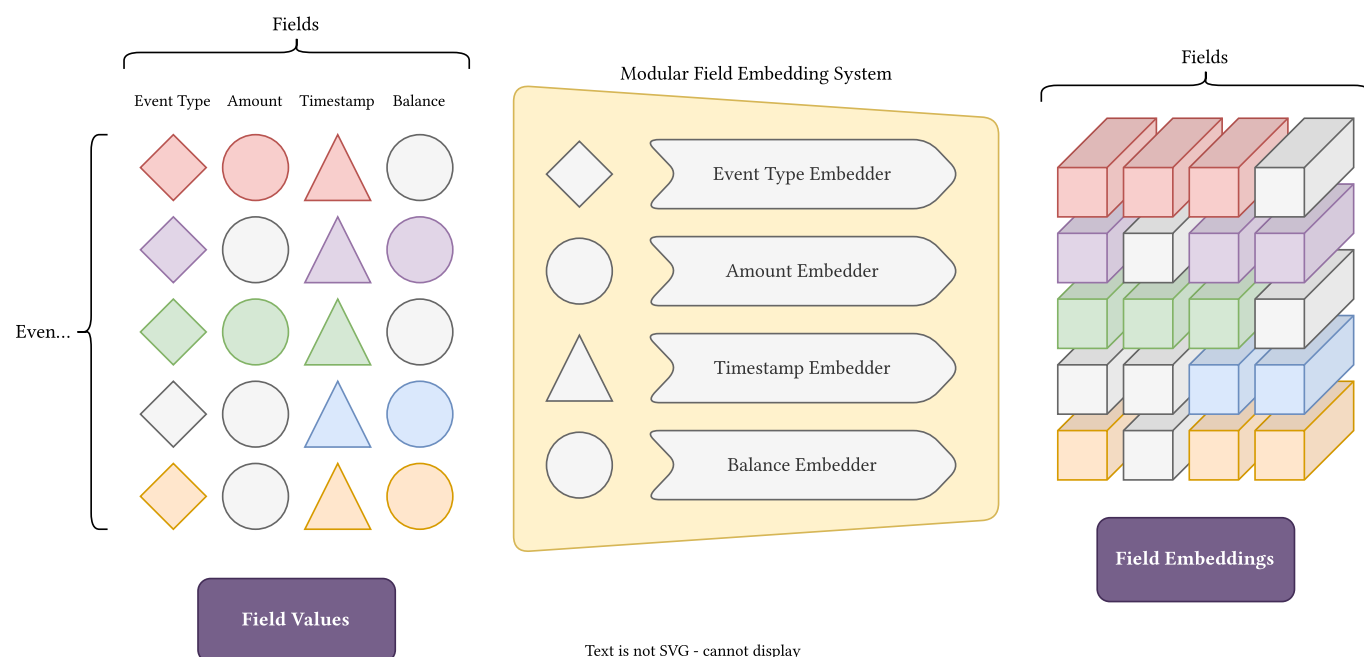 Fields
Event Type
Amount
Timestamp
Balance
Even...
Field Values
Modular Field Embedding System
Event Type Embedder
Amount Embedder
Timestamp Embedder
Balance Embedder
Fields
Field Embeddings
Text is not SVG - cannot display